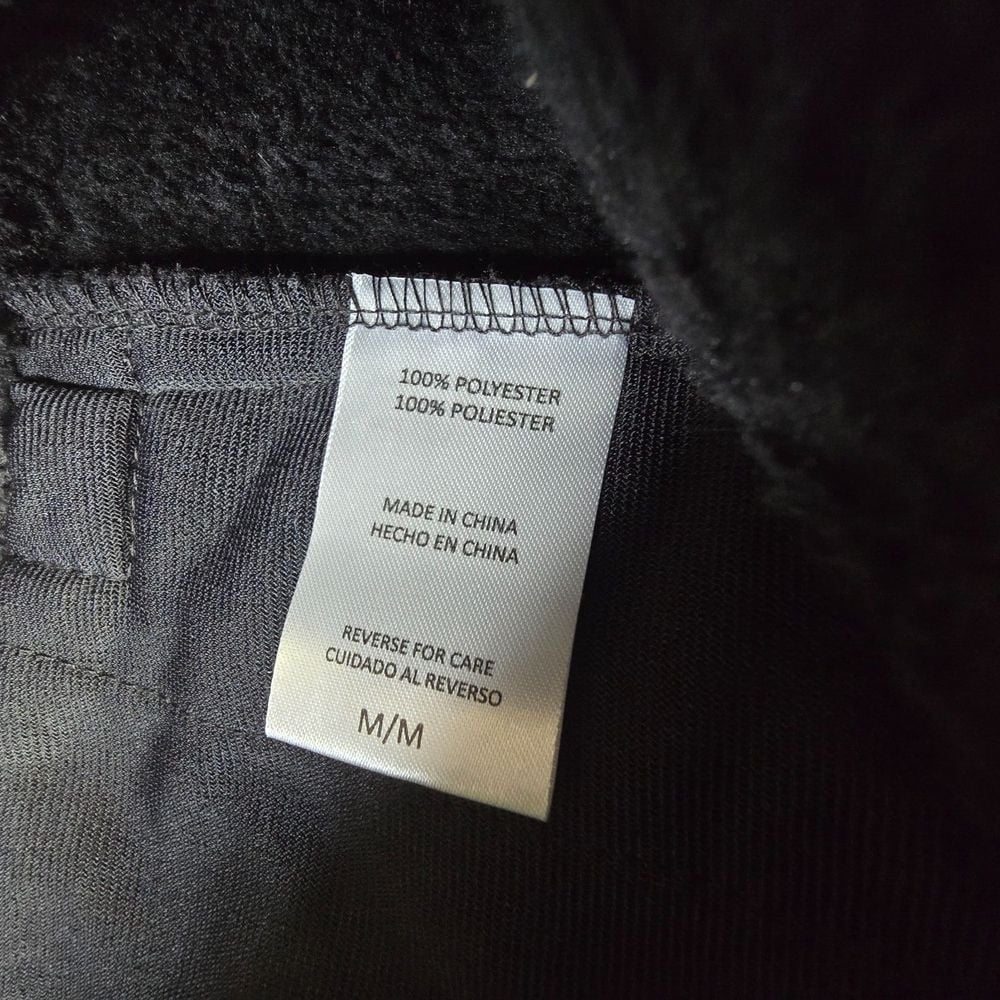 100% POLYESTER
100% POLIESTER
MADE IN CHINA
HECHO EN CHINA
REVERSE FOR CARE
CUIDADO AL REVERSO
M/M